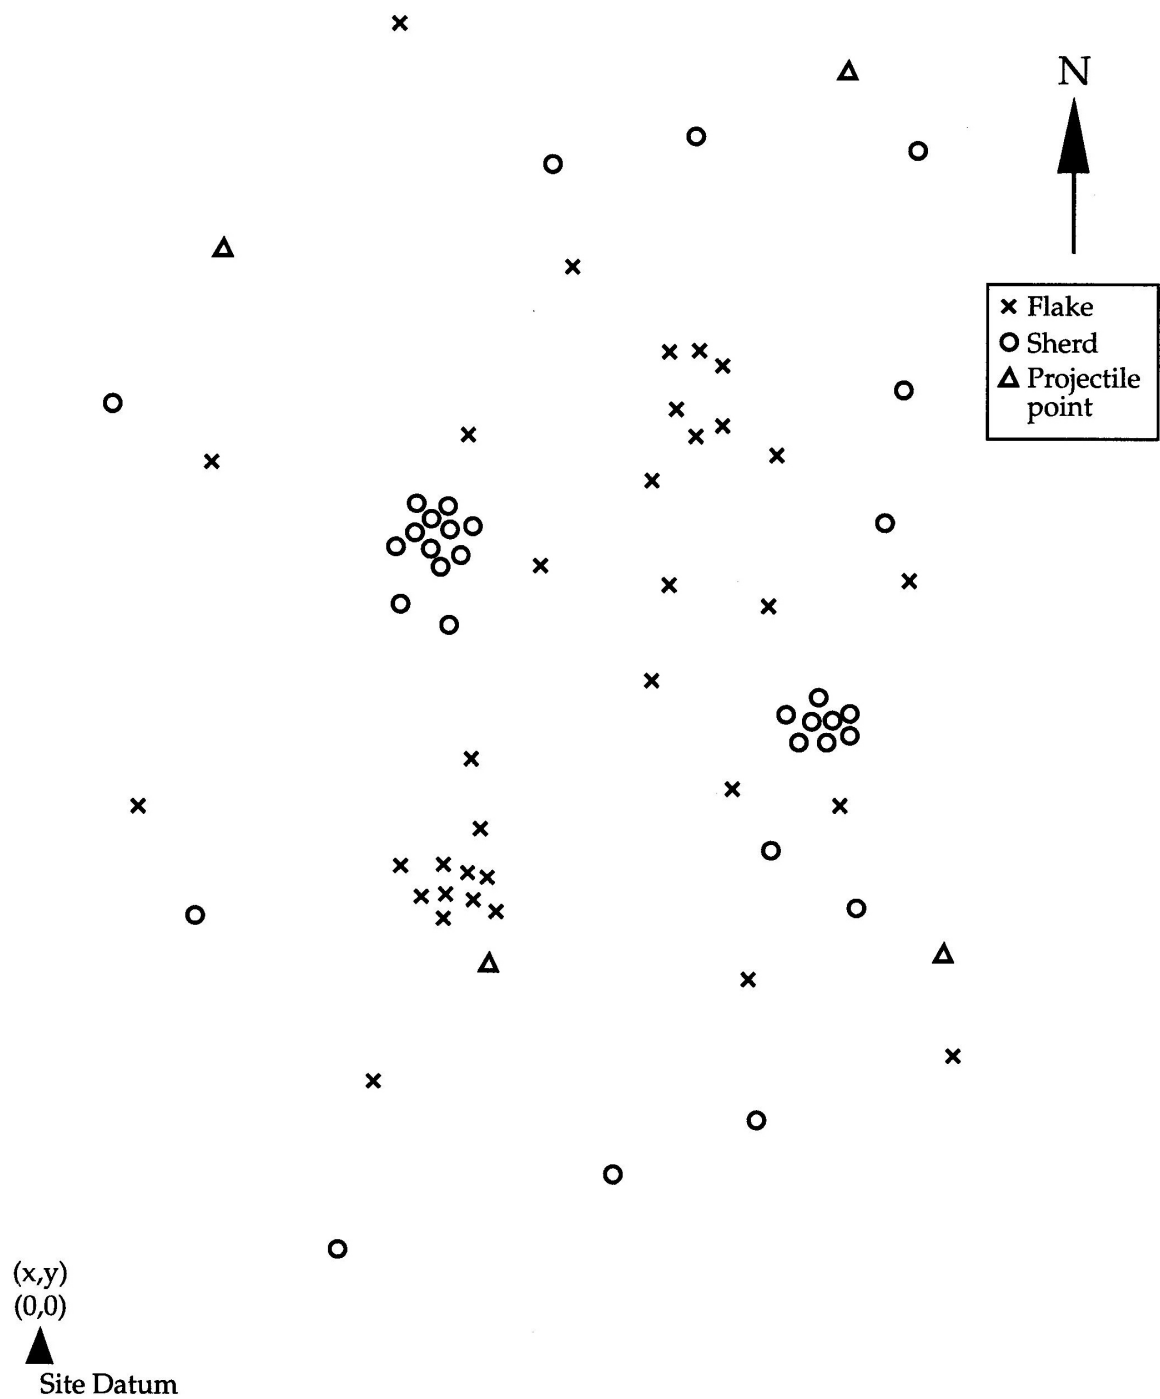 N
Flake
Sherd
Projectile
point
(x,y)
(0,0)
Site Datum